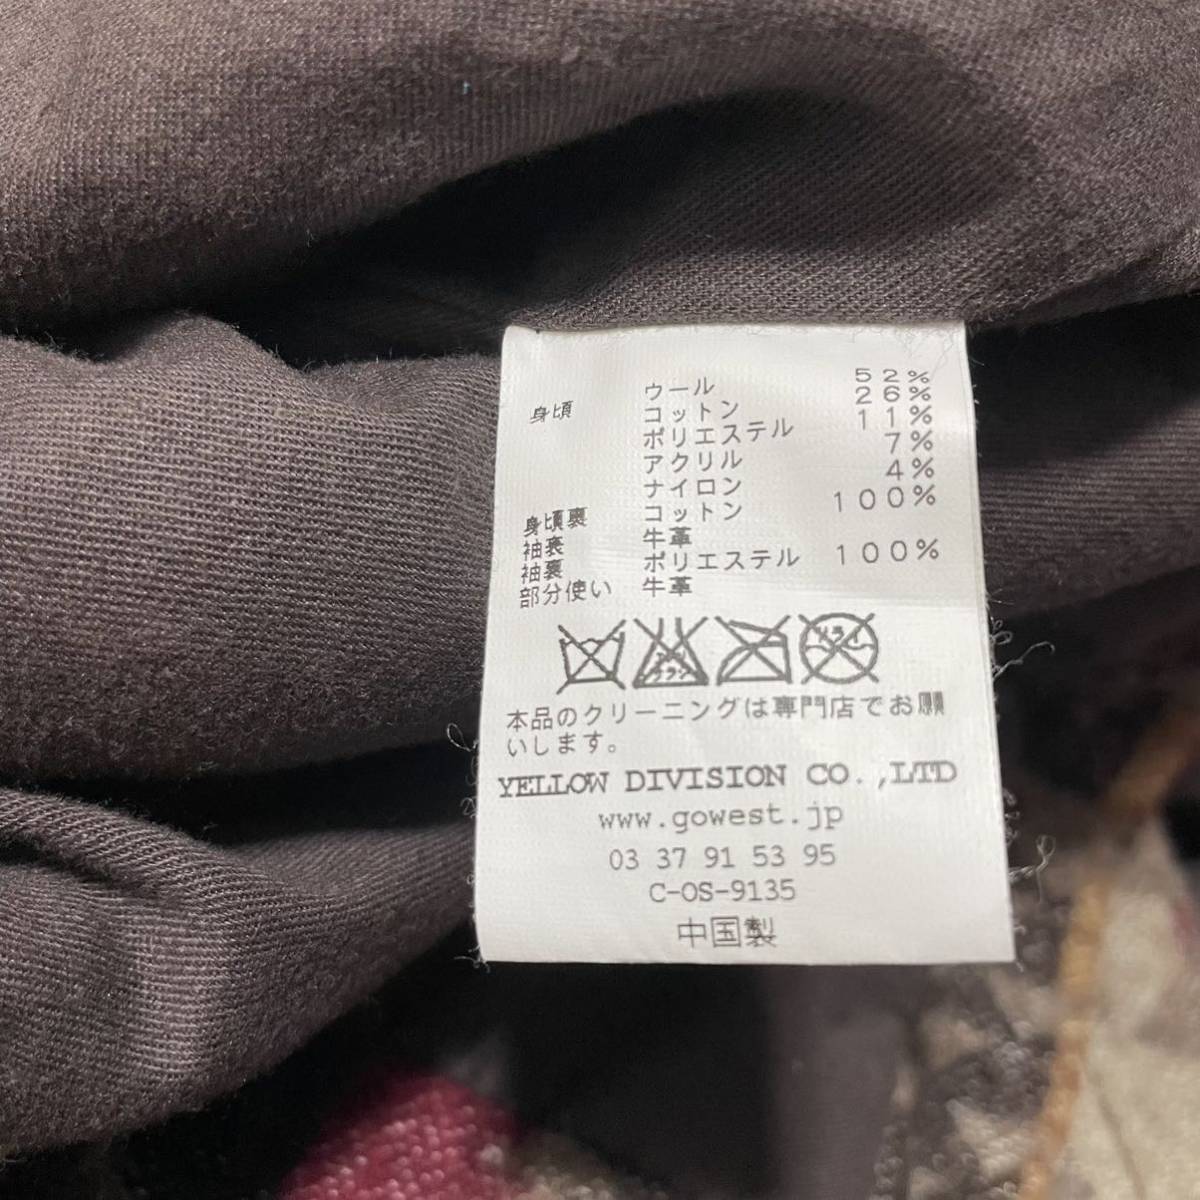 身頃 ウール 52%
コットン 26%
ポリエステル 11%
アクリル 7%
ナイロン 4%
身頃裏 コットン 100%
袖表 牛革
袖裏 ポリエステル 100%
部分使い 牛革
本品のクリーニングは専門店でお願
いします。
YELLOW DIVISION CO.,LTD
www.gowest.jp
03 37 91 53 95
C-OS-9135
中国製